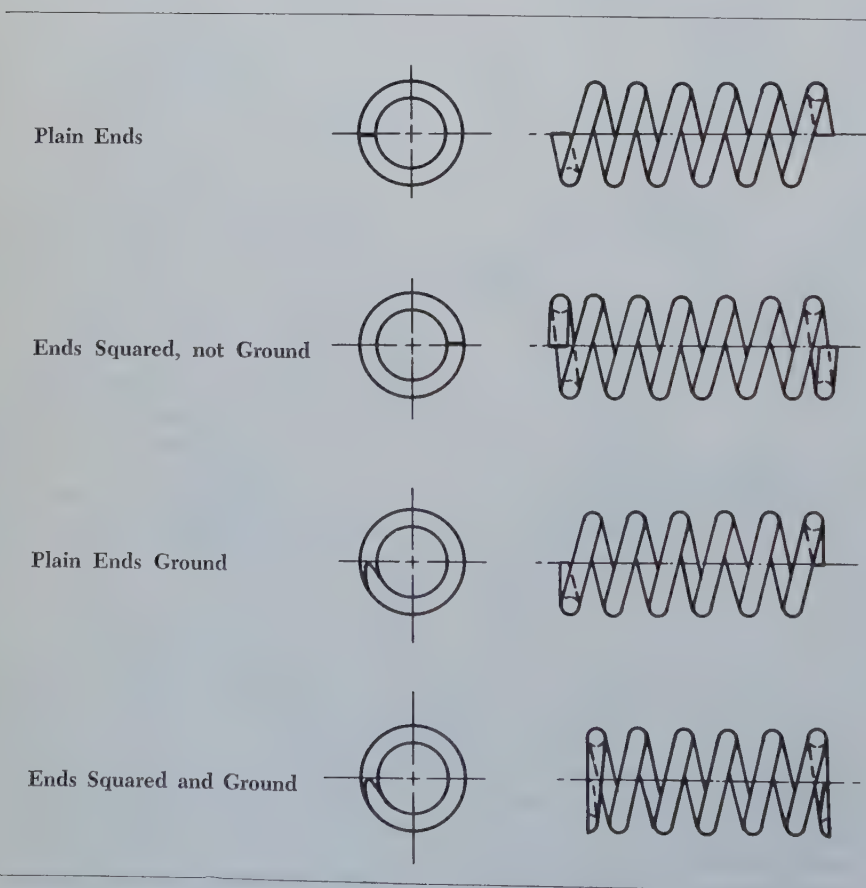 Plain Ends
Ends Squared, not Ground
Plain Ends Ground
Ends Squared and Ground